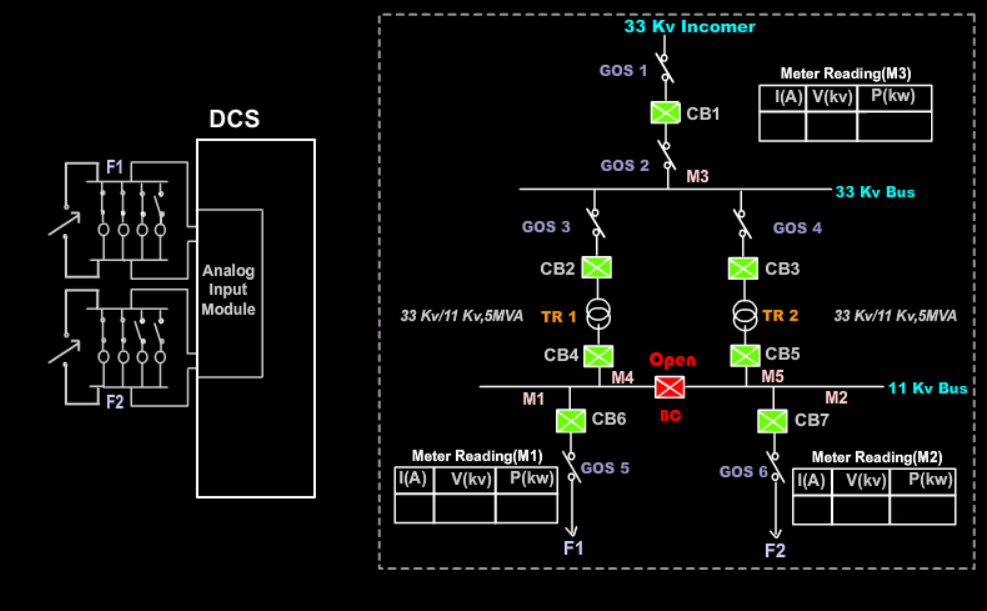 DCS
F1
Analog
Input
Module
F2
33 Kv Incomer
GOS 1
CB1
GOS 2
M3
33 Kv Bus
Meter Reading(M3)
I(A) V(kv) P(kw)
GOS 3
GOS 4
CB2
CB3
33 Kv/11 Kv,5MVA
TR 1
TR 2
33 Kv/11 Kv,5MVA
CB4
Open
CB5
M4
M5
M1
BC
M2
11 Kv Bus
CB6
CB7
Meter Reading(M1)
I(A) V(kv) P(kw)
GOS 5
GOS 6
Meter Reading(M2)
I(A) V(kv) P(kw)
F1
F2